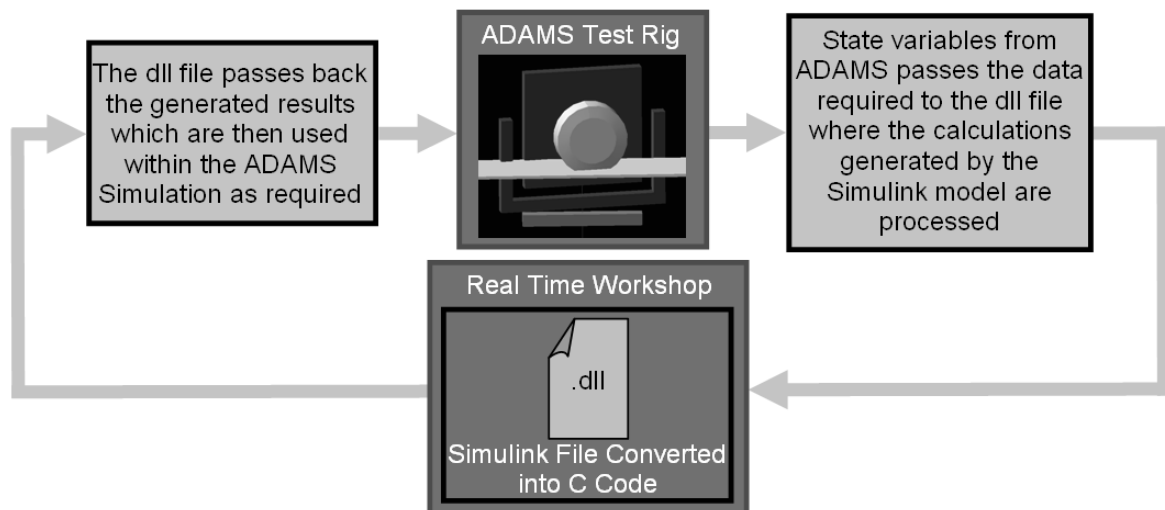 The dll file passes back
the generated results
which are then used
within the ADAMS
Simulation as required
ADAMS Test Rig
State variables from
ADAMS passes the data
required to the dll file
where the calculations
generated by the
Simulink model are
processed
Real Time Workshop
.dll
Simulink File Converted
into C Code